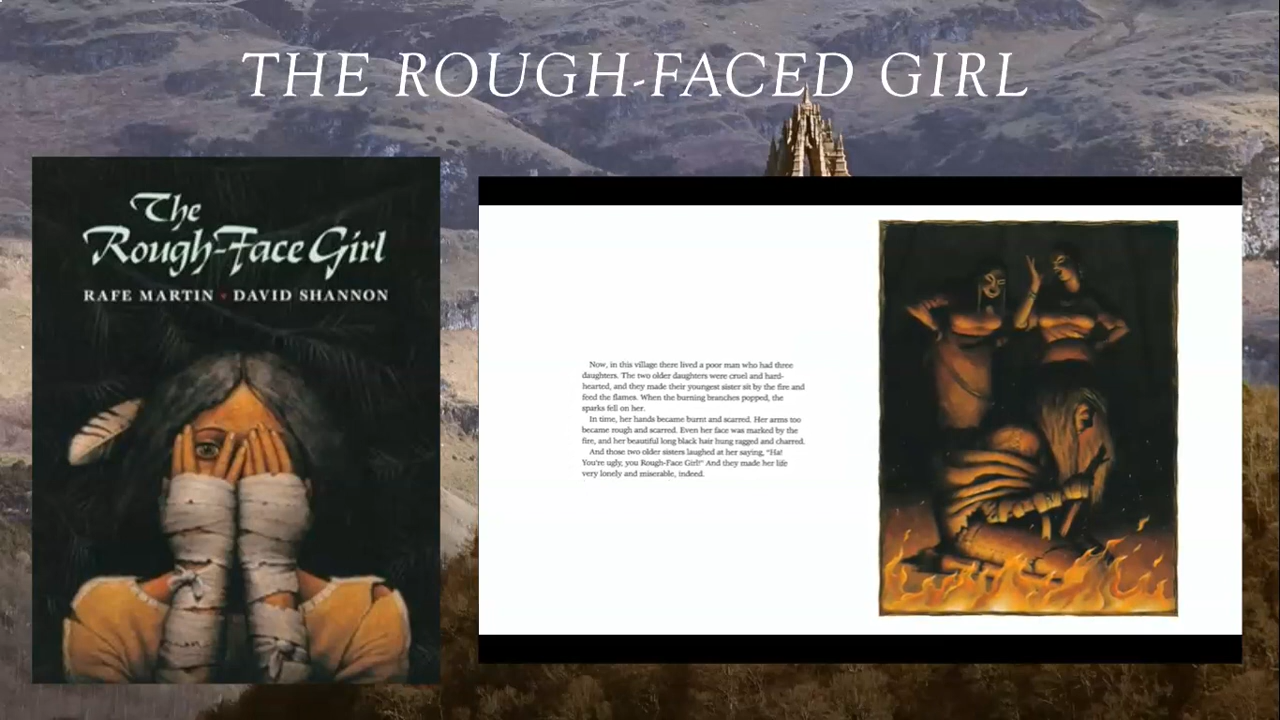 THE ROUGH-FACED GIRL
The
Rough-Face Girl
RAFE MARTIN • DAVID SHANNON
Now, in this village there lived a poor man who had three
daughters. The two older daughters were cruel and hard-
hearted, and they made their youngest sister sit by the fire and
feed the flames. When the burning branches popped, the
sparks fell on her.
In time, her hands became burnt and scarred. Her arms too
became rough and scarred. Even her face was marked by the
fire, and her beautiful long black hair hung ragged and charred.
And those two older sisters laughed at her saying, "Ha!
You're ugly, you Rough-Face Girl!" And they made her life
very lonely and miserable, indeed.